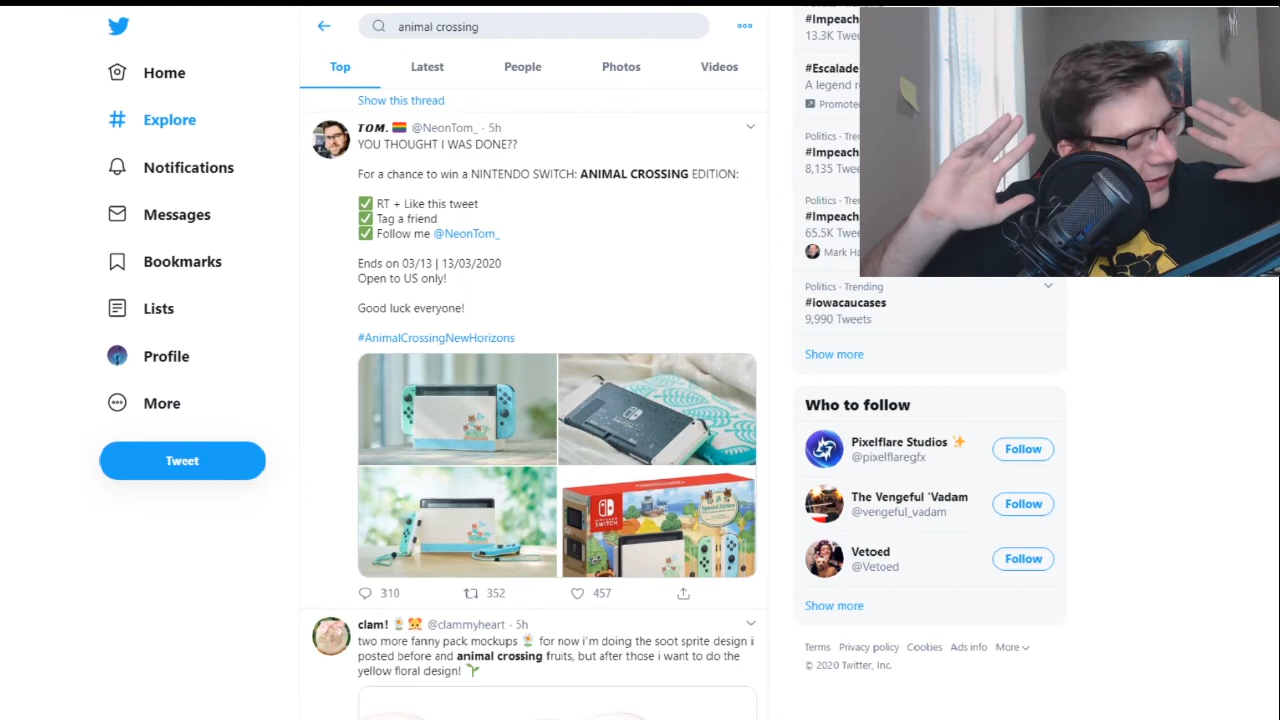 Home
Explore
Notifications
Messages
Bookmarks
Lists
Profile
More
Tweet
animal crossing
Top
Latest
People
Photos
Videos
Show this thread
TOM. @NeonTom_ · 5h
YOU THOUGHT I WAS DONE??
For a chance to win a NINTENDO SWITCH: ANIMAL CROSSING EDITION:
✅ RT + Like this tweet
✅ Tag a friend
✅ Follow me @NeonTom_
Ends on 03/13 | 13/03/2020
Open to US only!
Good luck everyone!
#AnimalCrossingNewHorizons
NINTENDO
SWITCH
310
352
457
clam! @clammyheart · 5h
two more fanny pack mockups for now i'm doing the soot sprite design i
posted before and animal crossing fruits, but after those i want to do the
yellow floral design!
#Impeach
13.3K Twee
#Escalade
A legend r
Promote
Politics · Trer
#Impeach
8,135 Twee
Politics · Trer
#Impeach
65.5K Twee
Mark Ha
Politics · Trending
#iowacaucases
9,990 Tweets
Show more
Who to follow
Pixelflare Studios
@pixelflaregfx
Follow
The Vengeful 'Vadam
@vengeful_vadam
Follow
Vetoed
@Vetoed
Follow
Show more
Terms Privacy policy Cookies Ads info More
© 2020 Twitter, Inc.